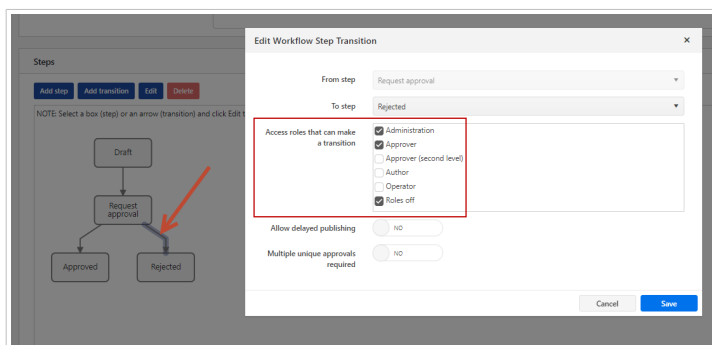 Steps
Add step Add transition Edit Delete
NOTE: Select a box (step) or an arrow (transition) and click Edit t
Draft
Request
approval
Approved
Rejected
Edit Workflow Step Transition
×
From step
Request approval
To step
Rejected
Access roles that can make
a transition
Administration
Approver
Approver (second level)
Author
Operator
Roles off
Allow delayed publishing
NO
Multiple unique approvals
required
NO
Cancel
Save